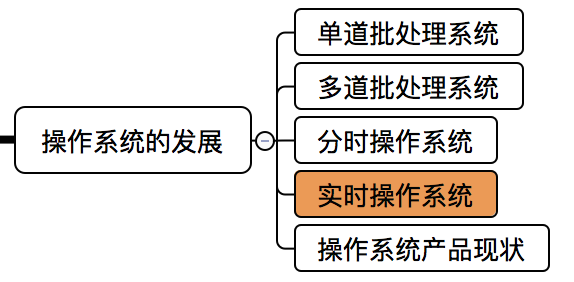 操作系统的发展
单道批处理系统
多道批处理系统
分时操作系统
实时操作系统
操作系统产品现状